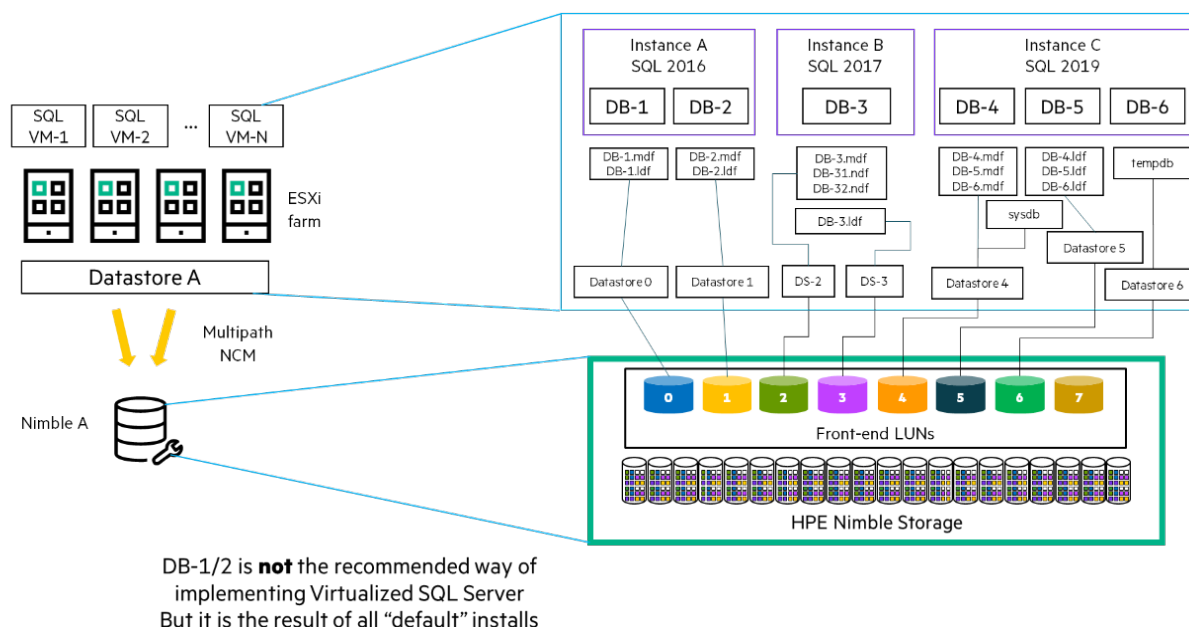 SQL
VM-1
SQL
VM-2
...
SQL
VM-N
ESXi
farm
Datastore A
Multipath
NCM
Nimble A
Instance A
SQL 2016
DB-1
DB-2
Instance B
SQL 2017
DB-3
Instance C
SQL 2019
DB-4
DB-5
DB-6
DB-1.mdf
DB-1.ldf
DB-2.mdf
DB-2.ldf
DB-3.mdf
DB-31.ndf
DB-32.ndf
DB-3.ldf
DB-4.mdf
DB-5.mdf
DB-6.mdf
DB-4.ldf
DB-5.ldf
DB-6.ldf
tempdb
sysdb
Datastore 0
Datastore 1
DS-2
DS-3
Datastore 4
Datastore 5
Datastore 6
0
1
2
3
4
5
6
7
Front-end LUNs
HPE Nimble Storage
DB-1/2 is not the recommended way of
implementing Virtualized SQL Server
But it is the result of all “default” installs